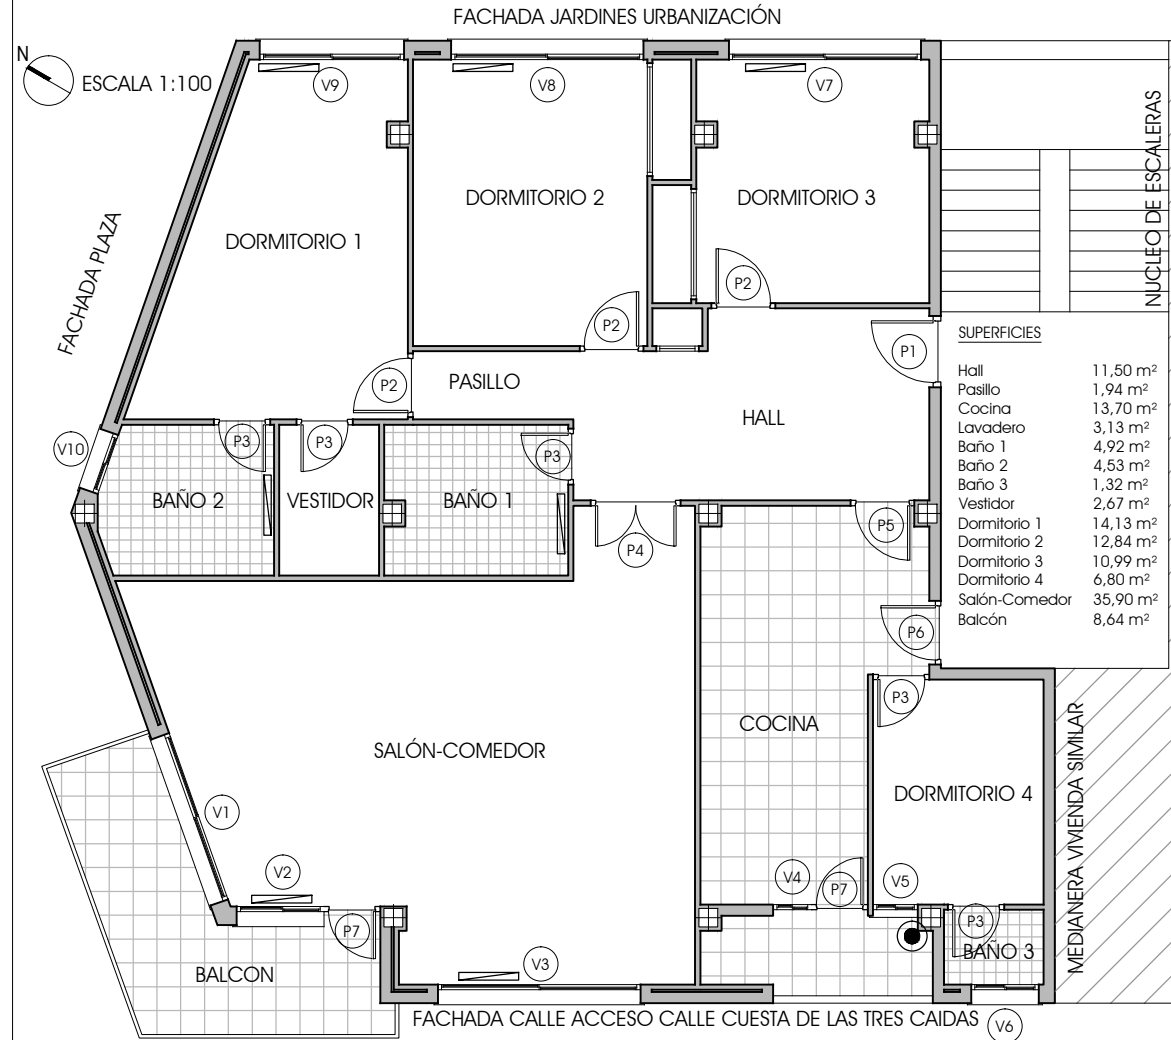 FACHADA JARDINES URBANIZACIÓN
N
ESCALA 1:100
V9
V8
V7
NUCLEO DE ESCALERAS
DORMITORIO 2
DORMITORIO 3
DORMITORIO 1
FACHADA PLAZA
P2
P2
P1
P2
PASILLO
HALL
SUPERFICIES
Hall 11,50 m²
Pasillo 1,94 m²
Cocina 13,70 m²
Lavadero 3,13 m²
Baño 1 4,92 m²
Baño 2 4,53 m²
Baño 3 1,32 m²
Vestidor 2,67 m²
Dormitorio 1 14,13 m²
Dormitorio 2 12,84 m²
Dormitorio 3 10,99 m²
Dormitorio 4 6,80 m²
Salón-Comedor 35,90 m²
Balcón 8,64 m²
V10
P3
P3
P3
BAÑO 2
VESTIDOR
BAÑO 1
P4
P5
P6
P3
COCINA
SALÓN-COMEDOR
DORMITORIO 4
MEDIANERA VIVIENDA SIMILAR
V1
V2
V4
P7
V5
P7
P3
BAÑO 3
BALCON
V3
FACHADA CALLE ACCESO CALLE CUESTA DE LAS TRES CAIDAS
V6